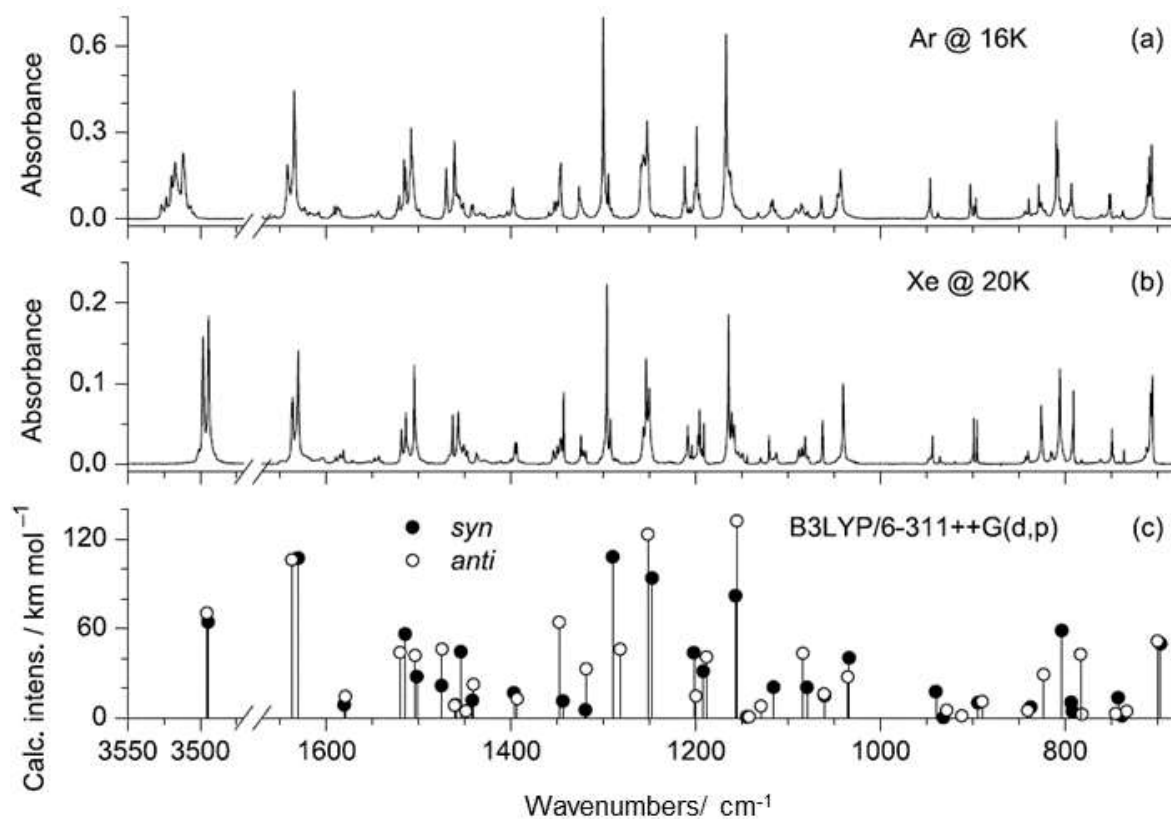 Ar @ 16K (a)
Absorbance
0.6
0.3
0.0
Xe @ 20K (b)
Absorbance
0.2
0.1
0.0
B3LYP/6-311++G(d,p) (c)
syn
anti
Calc. intens. / km mol −1
120
60
0
3550 3500 1600 1400 1200 1000 800
Wavenumbers/ cm-1